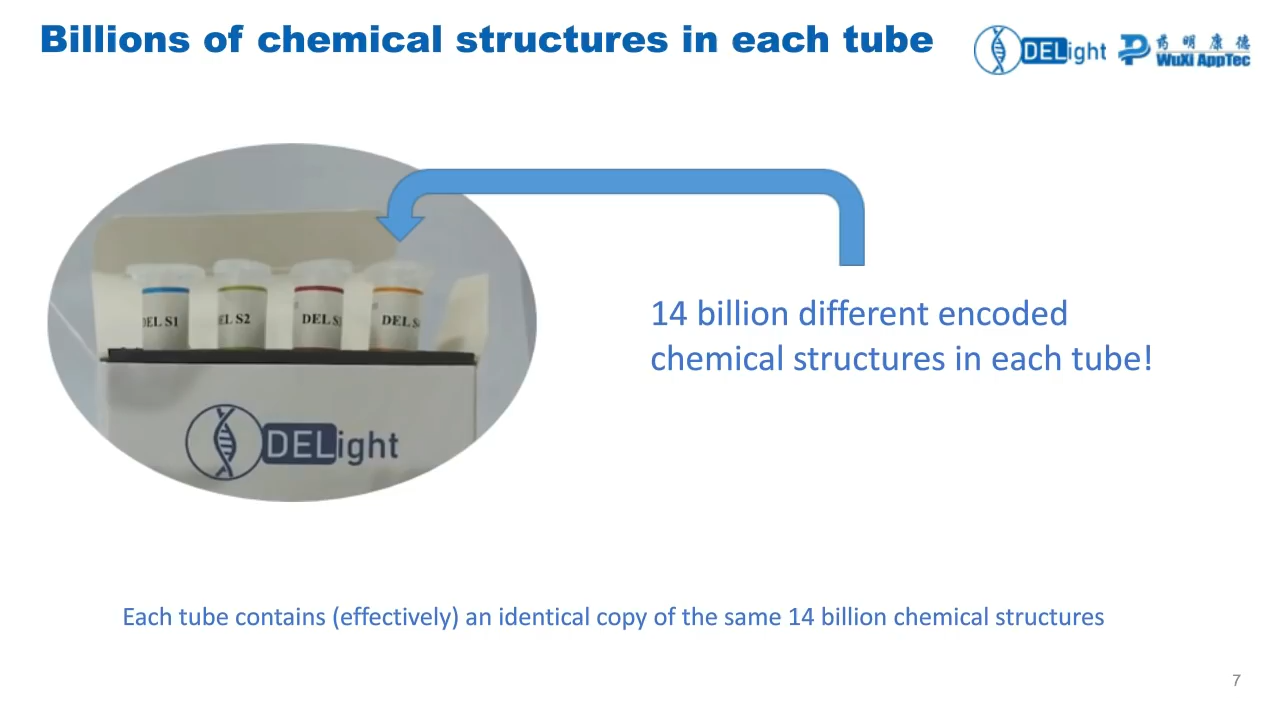 Billions of chemical structures in each tube
DELight
药明康德
WuXi AppTec
DEL S1
DEL S2
DEL S
DEL S
DELight
14 billion different encoded
chemical structures in each tube!
Each tube contains (effectively) an identical copy of the same 14 billion chemical structures
7